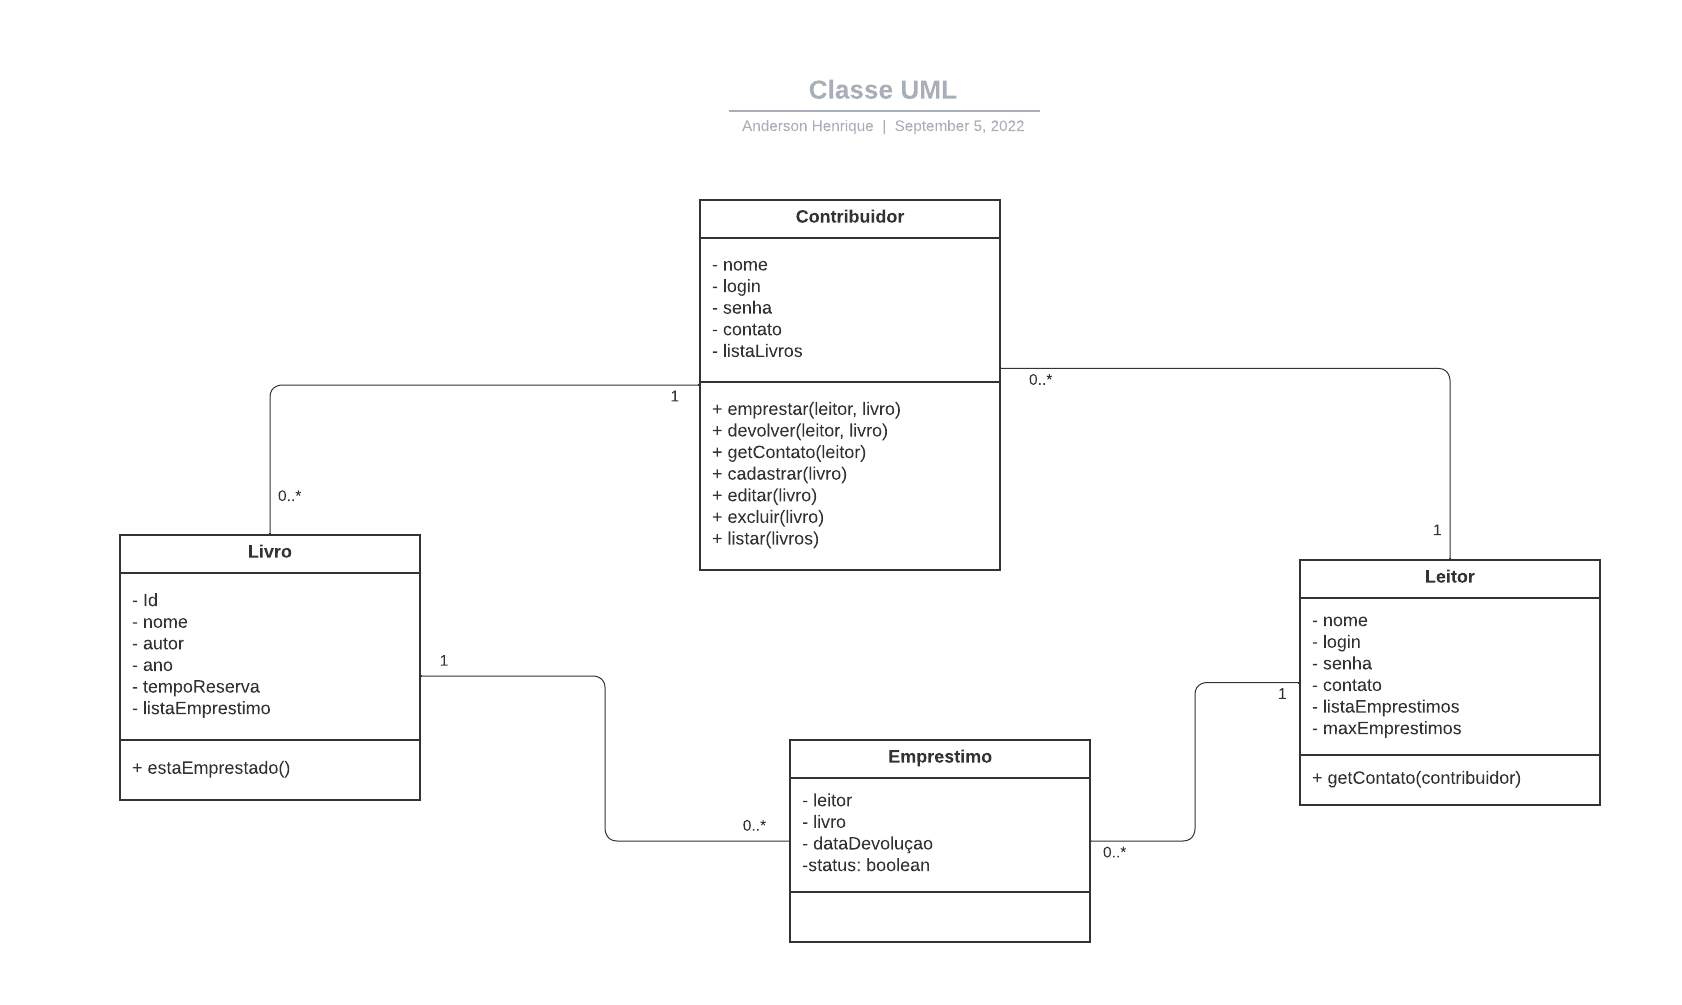 Classe UML
Anderson Henrique | September 5, 2022
Contribuidor
- nome
- login
- senha
- contato
- listaLivros
+ emprestar(leitor, livro)
+ devolver(leitor, livro)
+ getContato(leitor)
+ cadastrar(livro)
+ editar(livro)
+ excluir(livro)
+ listar(livros)
1
0..*
0..*
1
Livro
- Id
- nome
- autor
- ano
- tempoReserva
- listaEmprestimo
+ estaEmprestado()
Leitor
- nome
- login
- senha
- contato
- listaEmprestimos
- maxEmprestimos
+ getContato(contribuidor)
1
0..*
1
0..*
Emprestimo
- leitor
- livro
- dataDevoluçao
-status: boolean